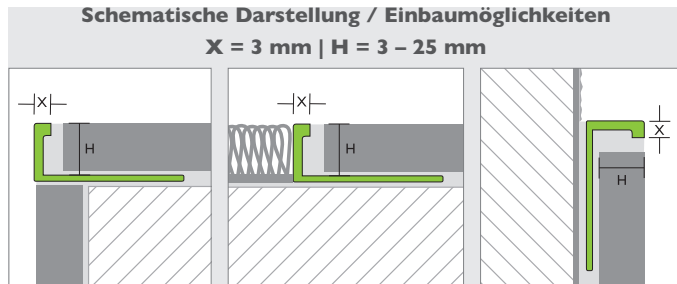 Schematische Darstellung / Einbaumöglichkeiten
X = 3 mm | H = 3 – 25 mm
X
H
X
H
X
H